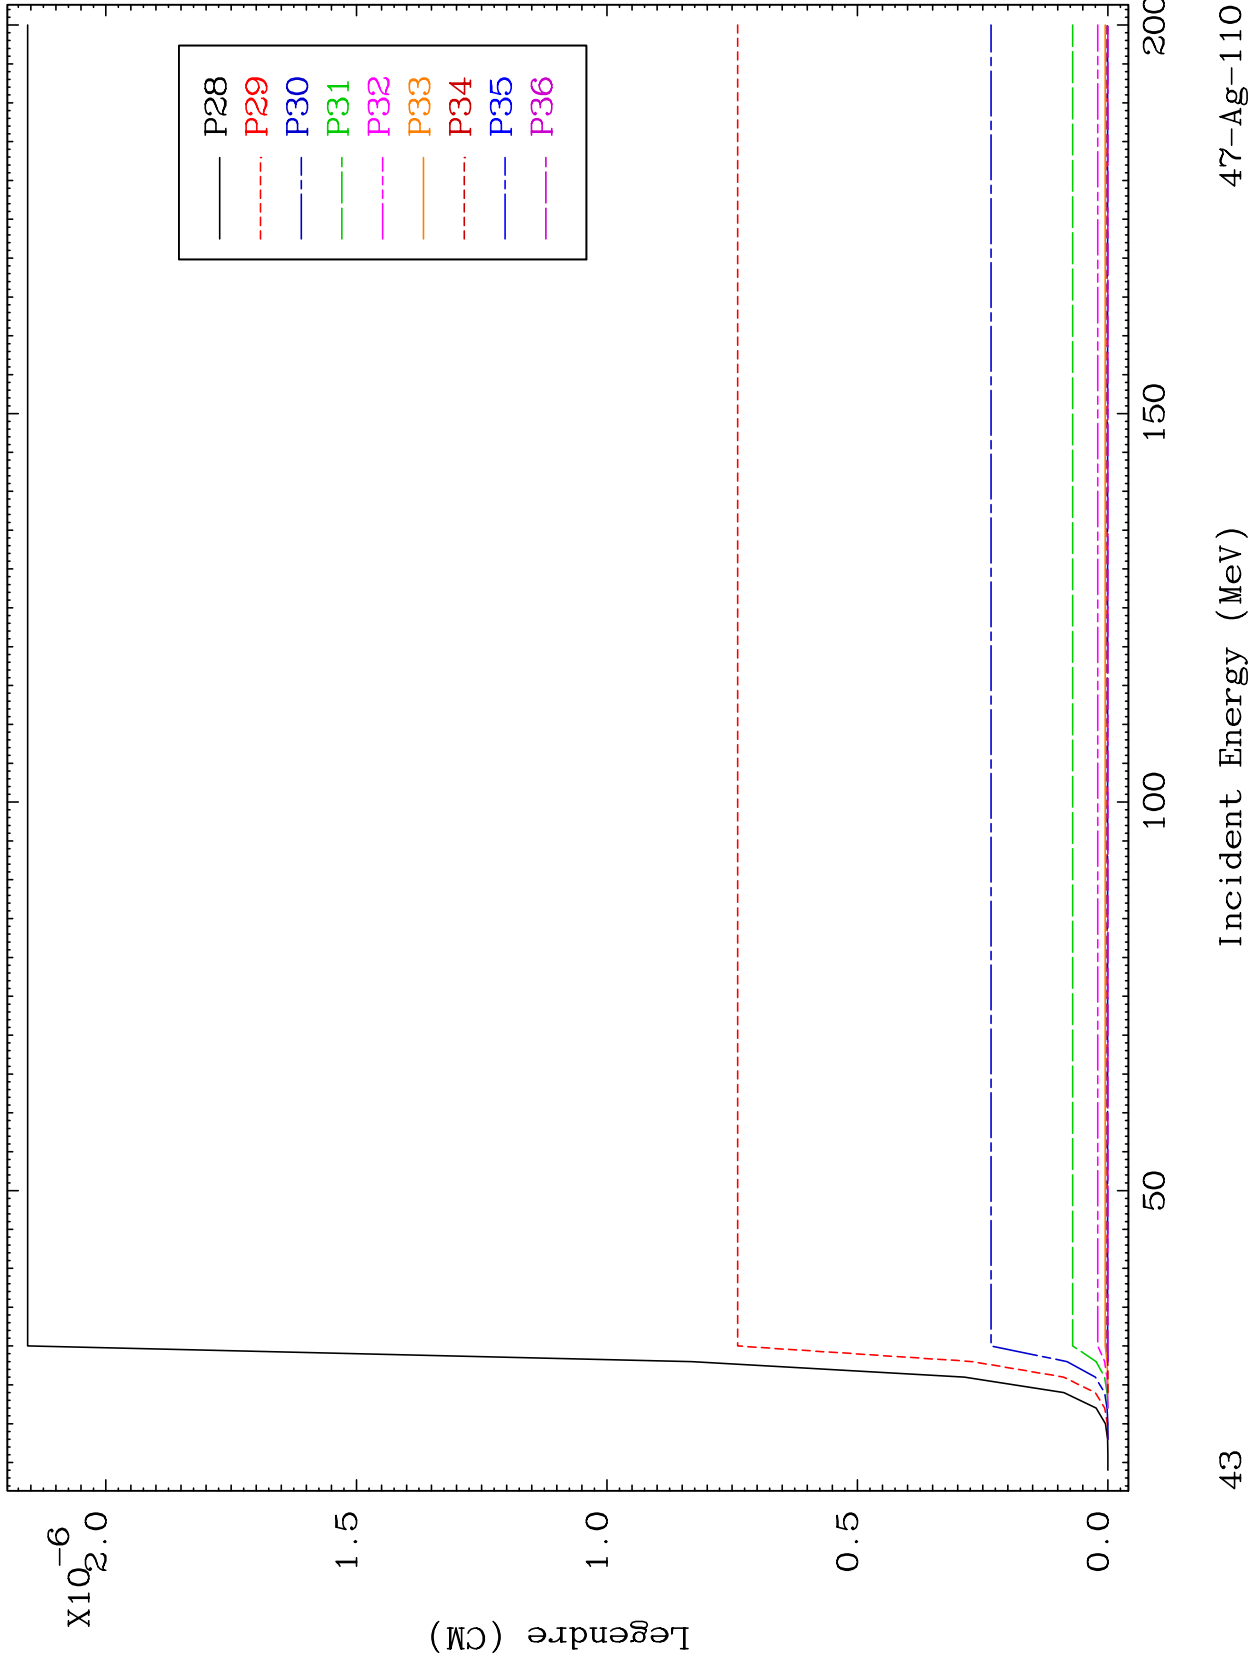 X10-6
2.0
1.5
1.0
0.5
0.0
Legendre (CM)
P28
P29
P30
P31
P32
P33
P34
P35
P36
50
100
150
200
Incident Energy (MeV)
43
47-Ag-110